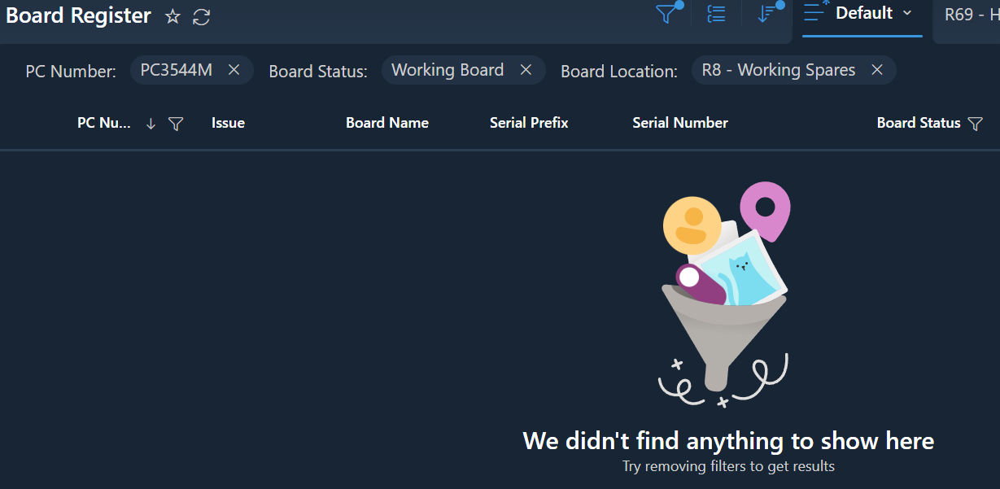 Board Register
Default
R69 - H
PC Number: PC3544M Board Status: Working Board Board Location: R8 - Working Spares
PC Nu... Issue Board Name Serial Prefix Serial Number Board Status
We didn't find anything to show here
Try removing filters to get results